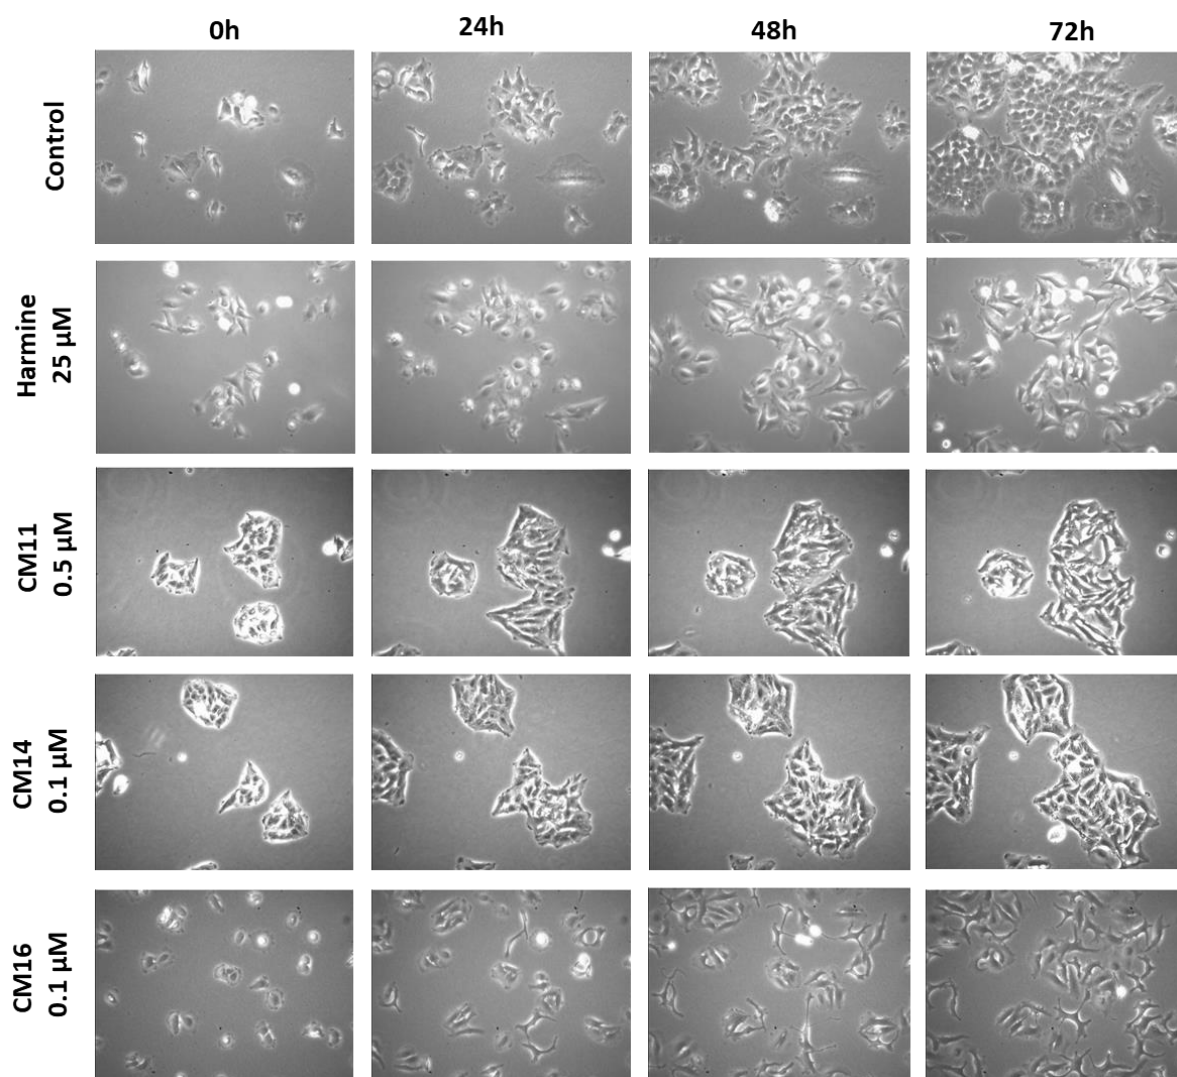 0h 24h 48h 72h
Control
Harmine
25 µM
CM11
0.5 µM
CM14
0.1 µM
CM16
0.1 µM